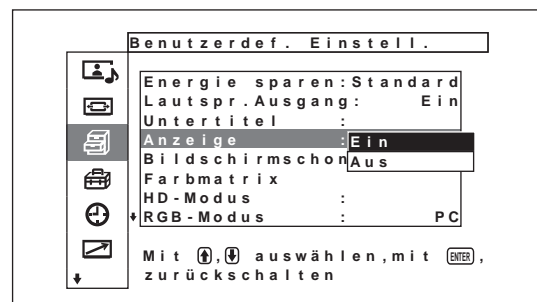 Benutzerdef. Einstell.
Energie sparen:Standard
Lautspr.Ausgang: Ein
Untertitel :
Anzeige :Ein
Bildschirmschon Aus
Farbmatrix
HD-Modus :
RGB-Modus : PC
Mit ⬆,⬇ auswählen,mit ENTER,
zurückschalten